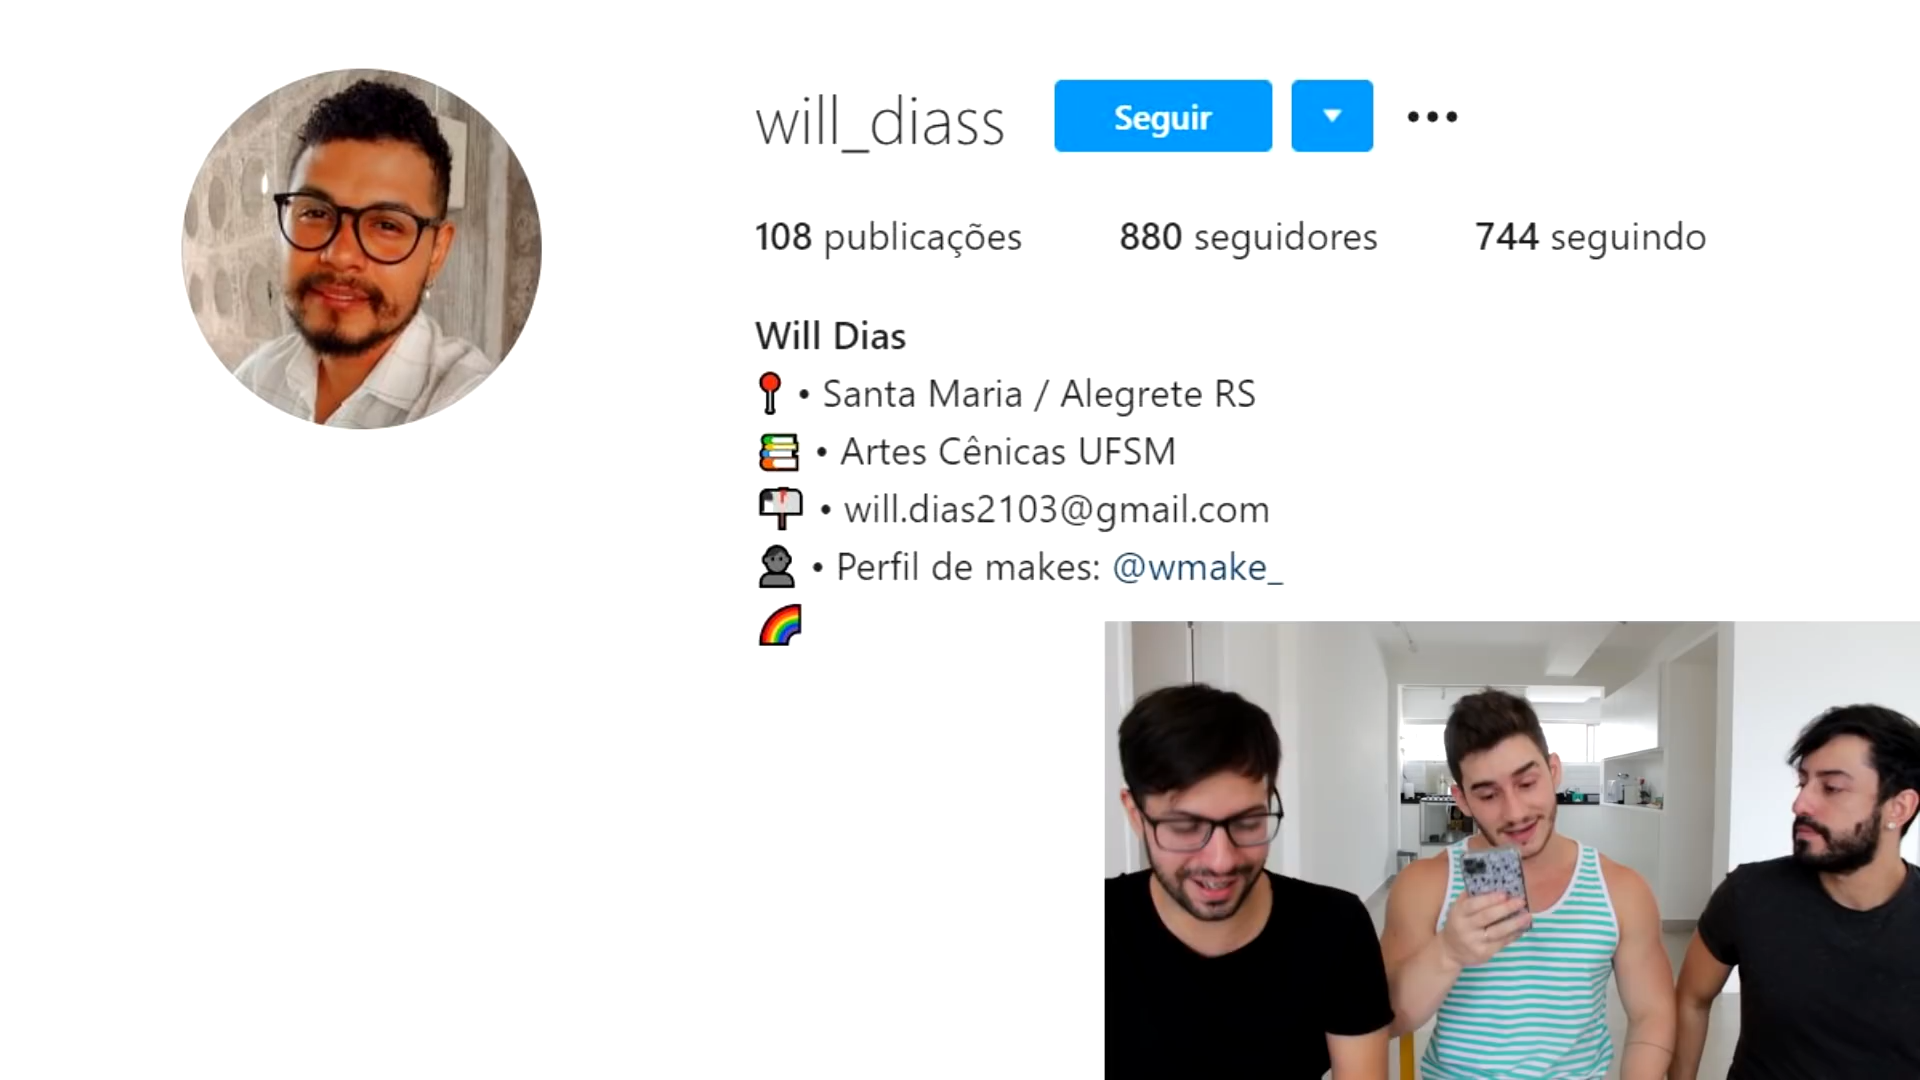 will_diass Seguir
108 publicações 880 seguidores 744 seguindo
Will Dias
📍 • Santa Maria / Alegrete RS
📚 • Artes Cênicas UFSM
📭 • will.dias2103@gmail.com
👤 • Perfil de makes: @wmake_
🌈